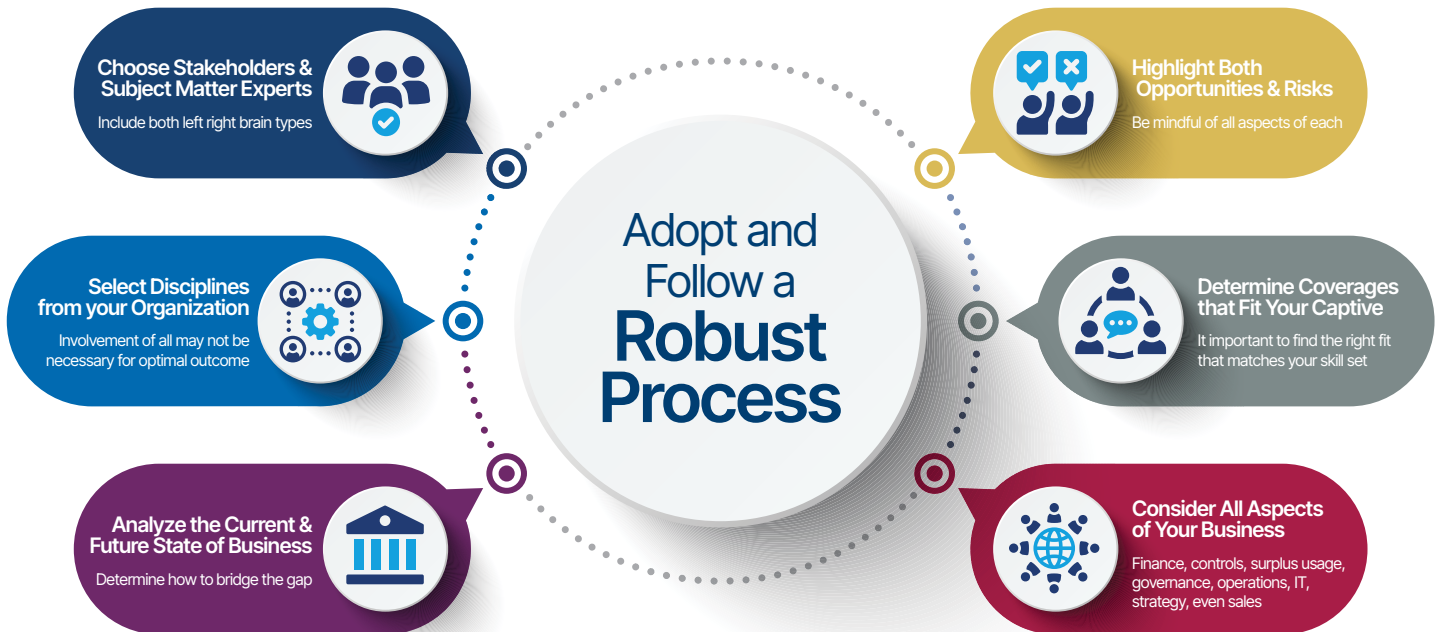 Choose Stakeholders &
Subject Matter Experts
Include both left right brain types
Select Disciplines
from your Organization
Involvement of all may not be
necessary for optimal outcome
Analyze the Current &
Future State of Business
Determine how to bridge the gap
Adopt and
Follow a
Robust
Process
Highlight Both
Opportunities & Risks
Be mindful of all aspects of each
Determine Coverages
that Fit Your Captive
It important to find the right fit
that matches your skill set
Consider All Aspects
of Your Business
Finance, controls, surplus usage,
governance, operations, IT,
strategy, even sales